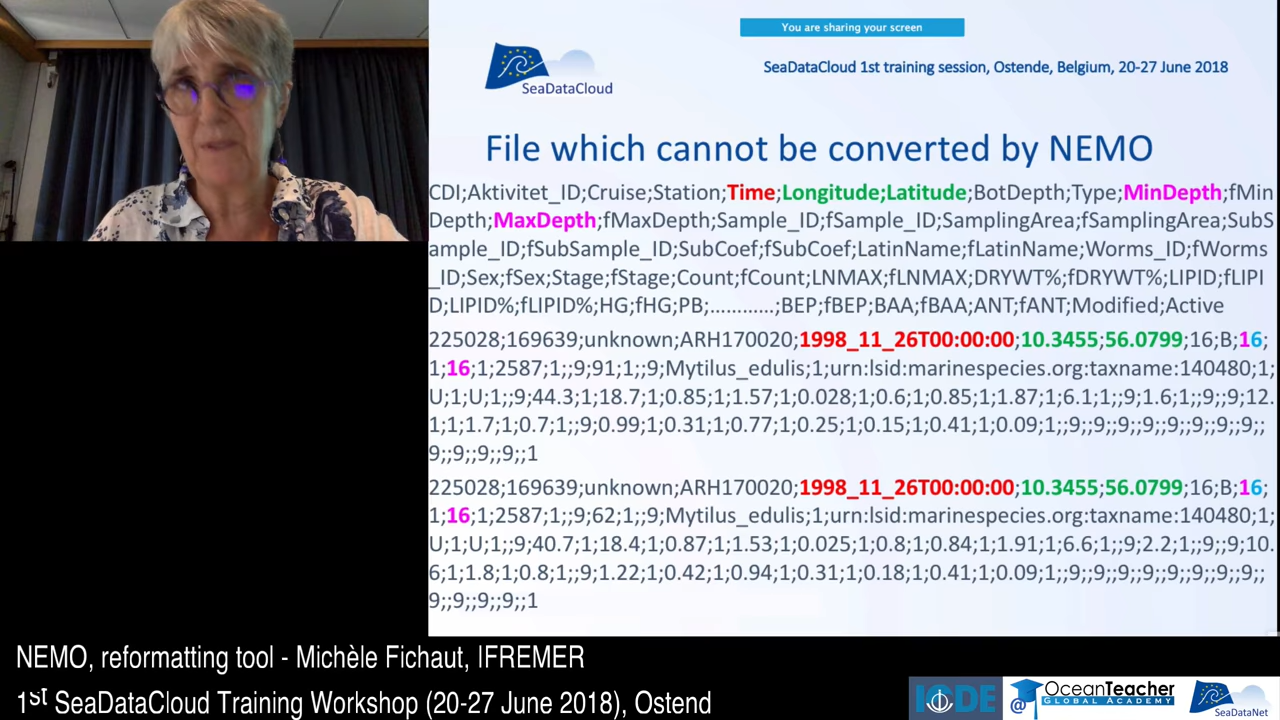 You are sharing your screen
SeaDataCloud
SeaDataCloud 1st training session, Ostende, Belgium, 20-27 June 2018
File which cannot be converted by NEMO
CDI;Aktivitet_ID;Cruise;Station;Time;Longitude;Latitude;BotDepth;Type;MinDepth;fMin
Depth;MaxDepth;fMaxDepth;Sample_ID;fSample_ID;SamplingArea;fSamplingArea;SubS
ample_ID;fSubSample_ID;SubCoef;fSubCoef;LatinName;fLatinName;Worms_ID;fWorms
_ID;Sex;fSex;Stage;fStage;Count;fCount;LNMAX;fLNMAX;DRYWT%;fDRYWT%;LIPID;fLIPI
D;LIPID%;fLIPID%;HG;fHG;PB;…………;BEP;fBEP;BAA;fBAA;ANT;fANT;Modified;Active
225028;169639;unknown;ARH170020;1998_11_26T00:00:00;10.3455;56.0799;16;B;16;
1;16;1;2587;1;;9;91;1;;9;Mytilus_edulis;1;urn:lsid:marinespecies.org:taxname:140480;1;
U;1;U;1;;9;44.3;1;18.7;1;0.85;1;1.57;1;0.028;1;0.6;1;0.85;1;1.87;1;6.1;1;;9;1.6;1;;9;;9;12.
1;1;1.7;1;0.7;1;;9;0.99;1;0.31;1;0.77;1;0.25;1;0.15;1;0.41;1;0.09;1;;9;;9;;9;;9;;9;;9;;9;;9;;
9;;9;;9;;9;;1
225028;169639;unknown;ARH170020;1998_11_26T00:00:00;10.3455;56.0799;16;B;16;
1;16;1;2587;1;;9;62;1;;9;Mytilus_edulis;1;urn:lsid:marinespecies.org:taxname:140480;1;
U;1;U;1;;9;40.7;1;18.4;1;0.87;1;1.53;1;0.025;1;0.8;1;0.84;1;1.91;1;6.6;1;;9;2.2;1;;9;;9;10.
6;1;1.8;1;0.8;1;;9;1.22;1;0.42;1;0.94;1;0.31;1;0.18;1;0.41;1;0.09;1;;9;;9;;9;;9;;9;;9;;9;;9;;
9;;9;;9;;9;;1
NEMO, reformatting tool - Michèle Fichaut, IFREMER
1st SeaDataCloud Training Workshop (20-27 June 2018), Ostend
IODE
@ OceanTeacher
GLOBAL ACADEMY
SeaDataNet